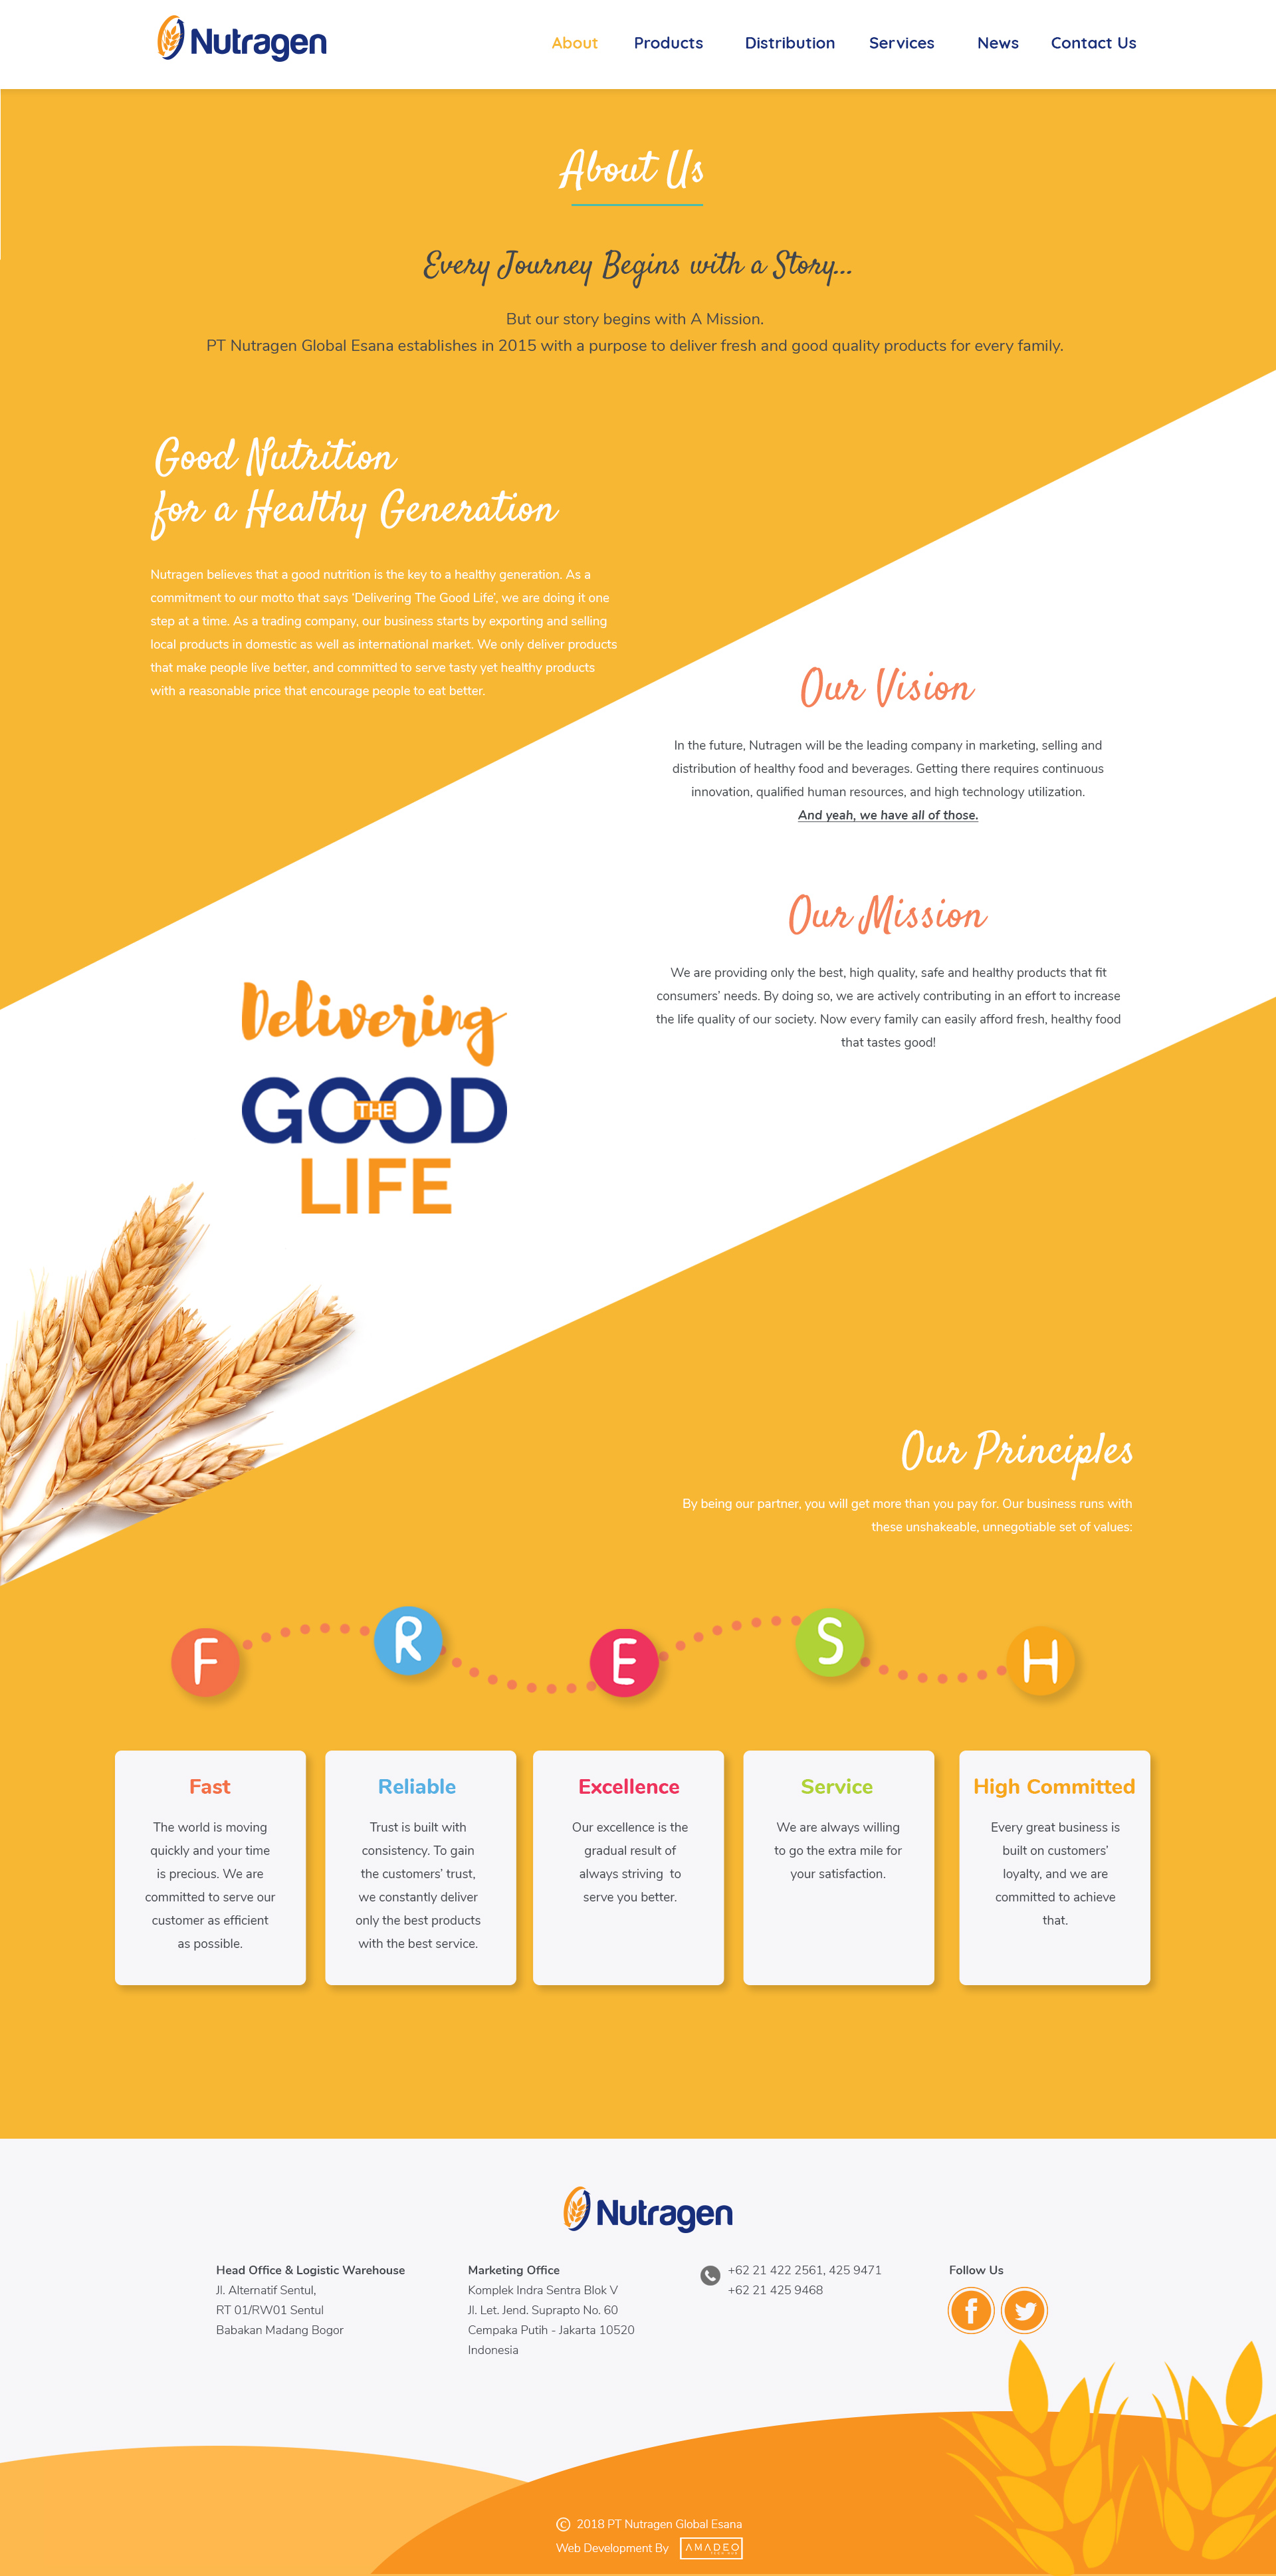 Nutragen
About Products Distribution Services News Contact Us
About Us
Every Journey Begins with a Story...
But our story begins with A Mission.
PT Nutragen Global Esana establishes in 2015 with a purpose to deliver fresh and good quality products for every family.
Good Nutrition
for a Healthy Generation
Nutragen believes that a good nutrition is the key to a healthy generation. As a
commitment to our motto that says ‘Delivering The Good Life’, we are doing it one
step at a time. As a trading company, our business starts by exporting and selling
local products in domestic as well as international market. We only deliver products
that make people live better, and committed to serve tasty yet healthy products
with a reasonable price that encourage people to eat better.
Our Vision
In the future, Nutragen will be the leading company in marketing, selling and
distribution of healthy food and beverages. Getting there requires continuous
innovation, qualified human resources, and high technology utilization.
And yeah, we have all of those.
Our Mission
We are providing only the best, high quality, safe and healthy products that fit
consumers’ needs. By doing so, we are actively contributing in an effort to increase
the life quality of our society. Now every family can easily afford fresh, healthy food
that tastes good!
Delivering
THE
GOOD
LIFE
Our Principles
By being our partner, you will get more than you pay for. Our business runs with
these unshakeable, unnegotiable set of values:
F R E S H
Fast
The world is moving
quickly and your time
is precious. We are
committed to serve our
customer as efficient
as possible.
Reliable
Trust is built with
consistency. To gain
the customers’ trust,
we constantly deliver
only the best products
with the best service.
Excellence
Our excellence is the
gradual result of
always striving to
serve you better.
Service
We are always willing
to go the extra mile for
your satisfaction.
High Committed
Every great business is
built on customers’
loyalty, and we are
committed to achieve
that.
Nutragen
Head Office & Logistic Warehouse
Jl. Alternatif Sentul,
RT 01/RW01 Sentul
Babakan Madang Bogor
Marketing Office
Komplek Indra Sentra Blok V
Jl. Let. Jend. Suprapto No. 60
Cempaka Putih - Jakarta 10520
Indonesia
+62 21 422 2561, 425 9471
+62 21 425 9468
Follow Us
© 2018 PT Nutragen Global Esana
Web Development By AMADEO